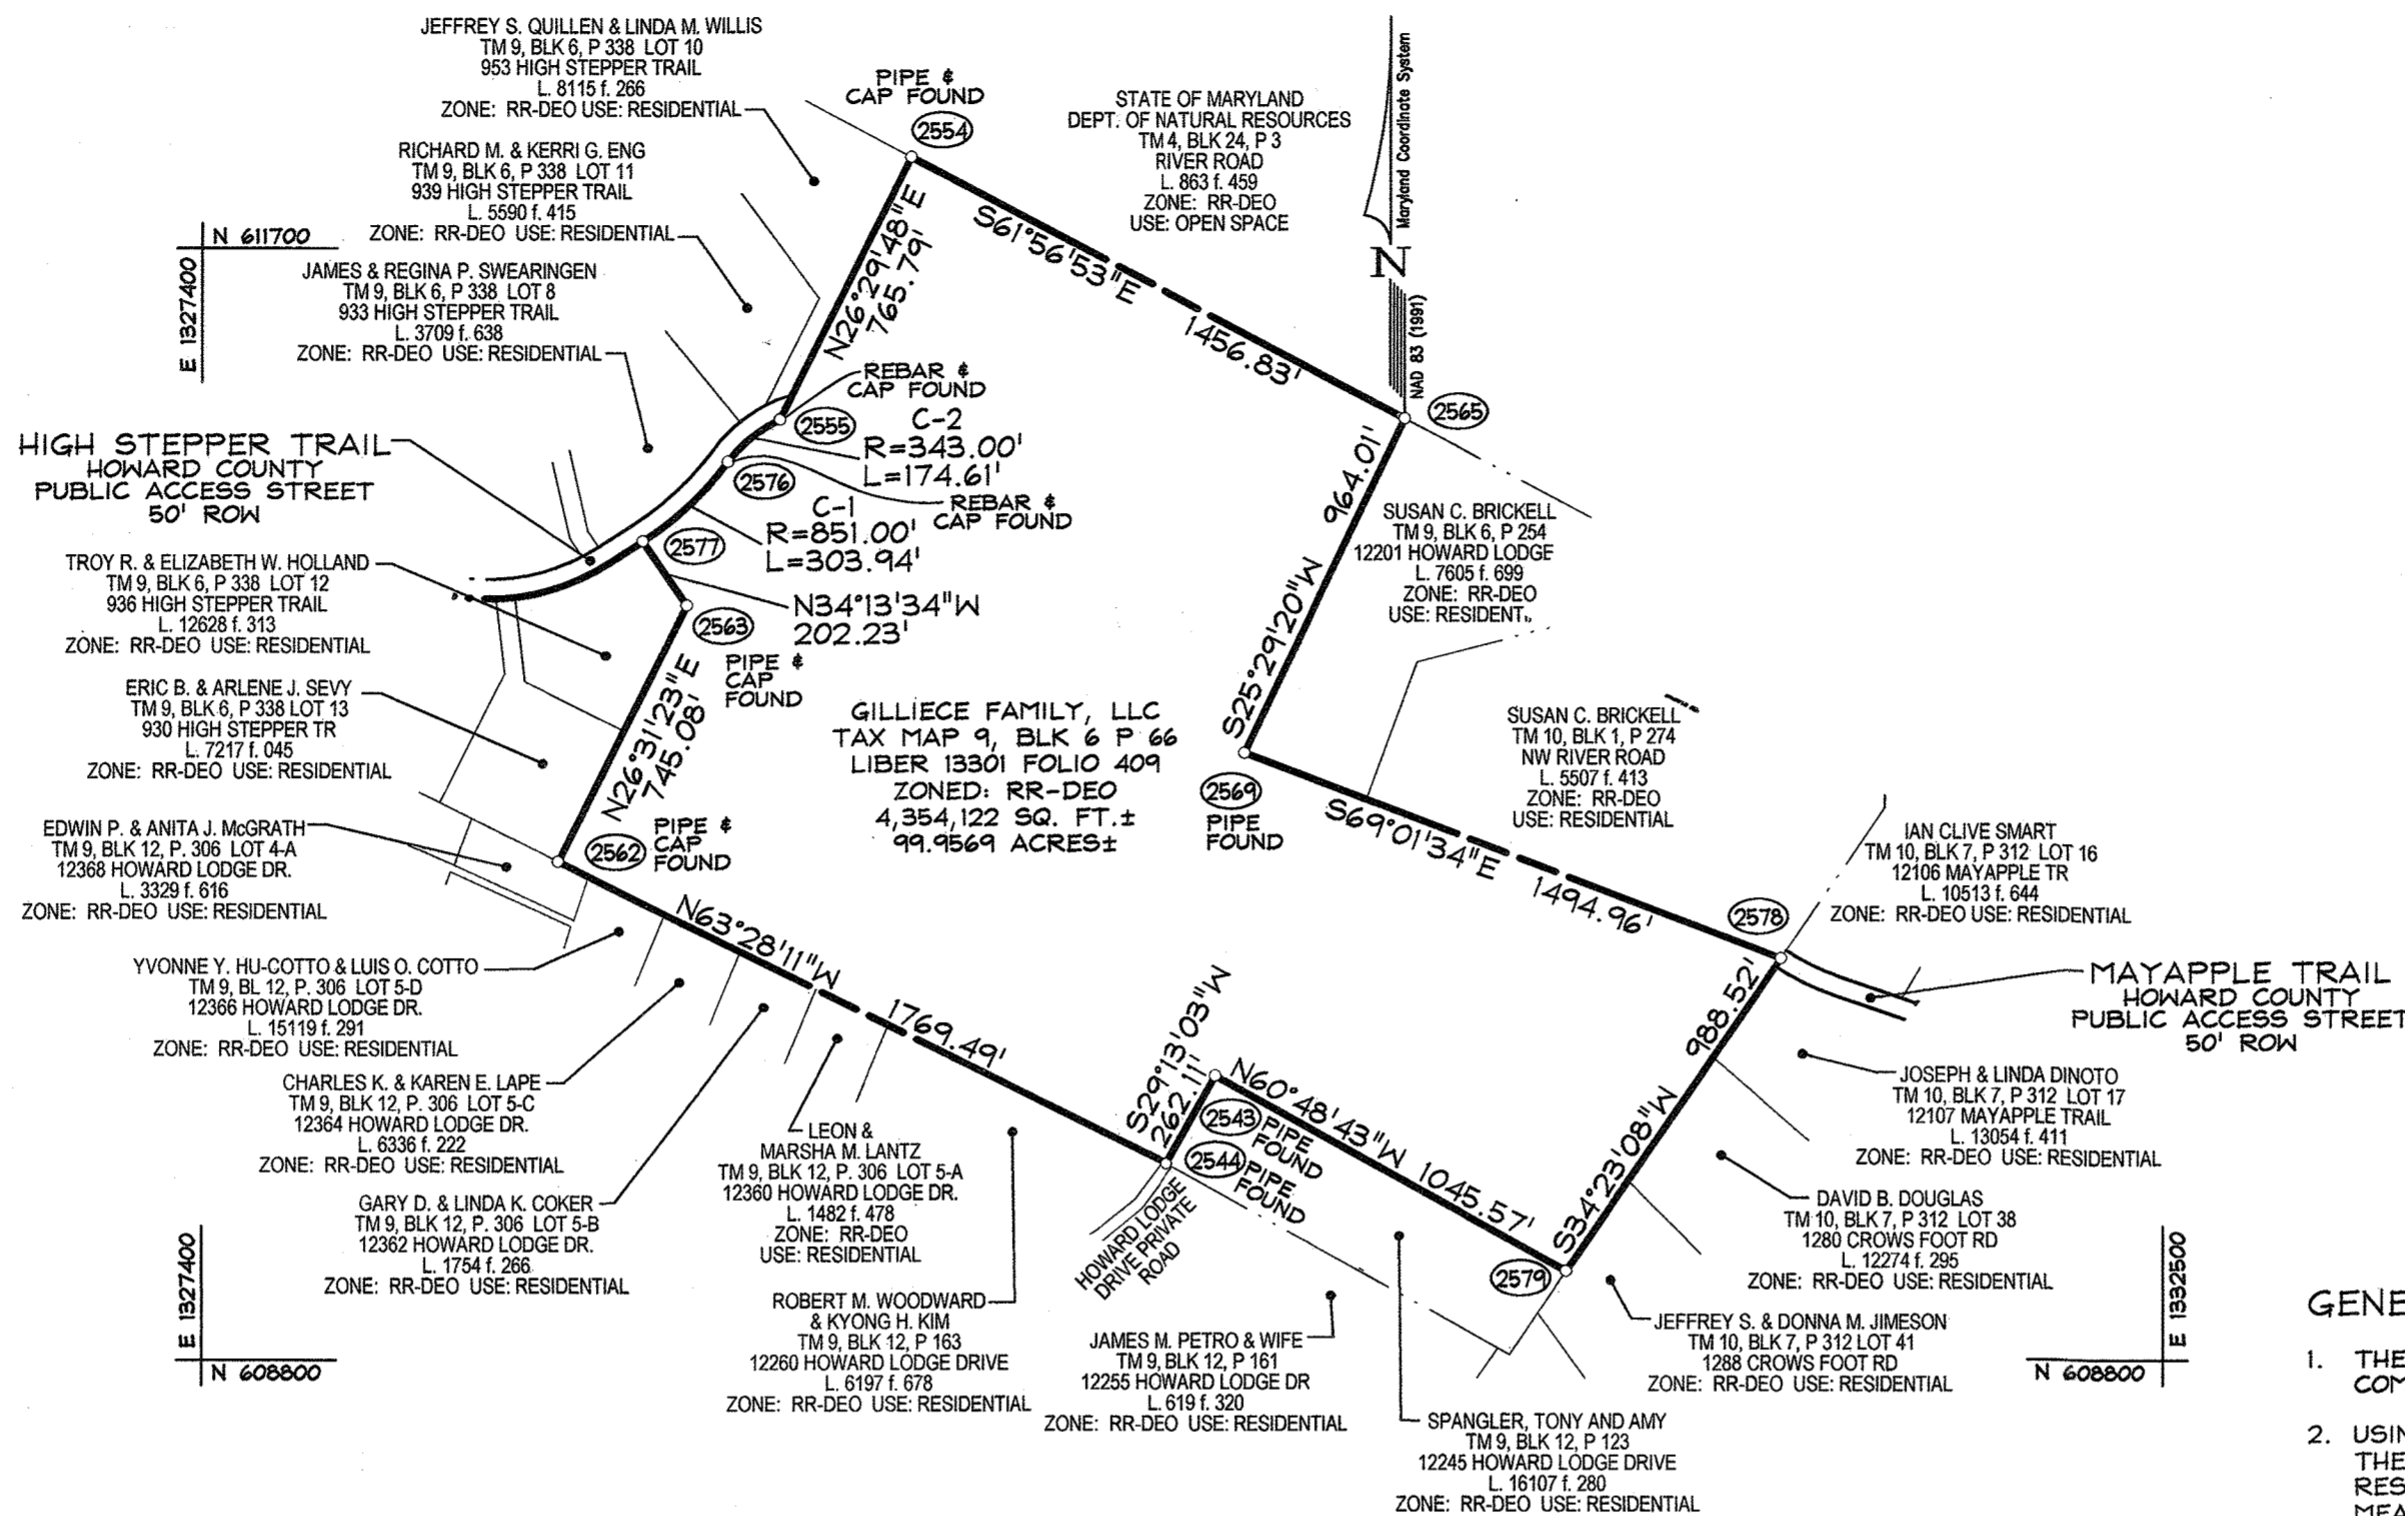 JEFFREY S. QUILLEN & LINDA M. WILLIS
TM 9, BLK 6, P 338 LOT 10
953 HIGH STEPPER TRAIL
L. 8115 f. 266
ZONE: RR-DEO USE: RESIDENTIAL
RICHARD M. & KERRI G. ENG
TM 9, BLK 6, P 338 LOT 11
939 HIGH STEPPER TRAIL
L. 5590 f. 415
ZONE: RR-DEO USE: RESIDENTIAL
N 611700
E 1327400
JAMES & REGINA P. SWEARINGEN
TM 9, BLK 6, P 338 LOT 8
933 HIGH STEPPER TRAIL
L. 3709 f. 638
ZONE: RR-DEO USE: RESIDENTIAL
PIPE &
CAP FOUND
2554
STATE OF MARYLAND
DEPT. OF NATURAL RESOURCES
TM 4, BLK 24, P 3
RIVER ROAD
L. 863 f. 459
ZONE: RR-DEO
USE: OPEN SPACE
Maryland Coordinate System
N
NAD 83 (1991)
S61°56'53"E
1456.83'
N26°29'48"E
765.79'
REBAR &
CAP FOUND
2555
C-2
R=343.00'
L=174.61'
2576
REBAR &
CAP FOUND
C-1
R=851.00'
L=303.94'
2577
N34°13'34"W
202.23'
2563
PIPE &
CAP
FOUND
2565
964.01'
S25°29'20"W
HIGH STEPPER TRAIL
HOWARD COUNTY
PUBLIC ACCESS STREET
50' ROW
TROY R. & ELIZABETH W. HOLLAND
TM 9, BLK 6, P 338 LOT 12
936 HIGH STEPPER TRAIL
L. 12628 f. 313
ZONE: RR-DEO USE: RESIDENTIAL
ERIC B. & ARLENE J. SEVY
TM 9, BLK 6, P 338 LOT 13
930 HIGH STEPPER TR
L. 7217 f. 045
ZONE: RR-DEO USE: RESIDENTIAL
N26°31'23"E
745.08'
2562
PIPE &
CAP
FOUND
GILLIECE FAMILY, LLC
TAX MAP 9, BLK 6 P 66
LIBER 13301 FOLIO 409
ZONED: RR-DEO
4,354,122 SQ. FT.±
99.9569 ACRES±
SUSAN C. BRICKELL
TM 9, BLK 6, P 254
12201 HOWARD LODGE
L. 7605 f. 699
ZONE: RR-DEO
USE: RESIDENT
SUSAN C. BRICKELL
TM 10, BLK 1, P 274
NW RIVER ROAD
L. 5507 f. 413
ZONE: RR-DEO
USE: RESIDENTIAL
2569
PIPE
FOUND
S69°01'34"E
1494.96'
2578
IAN CLIVE SMART
TM 10, BLK 7, P 312 LOT 16
12106 MAYAPPLE TR
L. 10513 f. 644
ZONE: RR-DEO USE: RESIDENTIAL
MAYAPPLE TRAIL
HOWARD COUNTY
PUBLIC ACCESS STREET
50' ROW
988.52'
S34°23'08"W
JOSEPH & LINDA DINOTO
TM 10, BLK 7, P 312 LOT 17
12107 MAYAPPLE TRAIL
L. 13054 f. 411
ZONE: RR-DEO USE: RESIDENTIAL
DAVID B. DOUGLAS
TM 10, BLK 7, P 312 LOT 38
1280 CROWS FOOT RD
L. 12274 f. 295
ZONE: RR-DEO USE: RESIDENTIAL
EDWIN P. & ANITA J. McGRATH
TM 9, BLK 12, P. 306 LOT 4-A
12368 HOWARD LODGE DR.
L. 3329 f. 616
ZONE: RR-DEO USE: RESIDENTIAL
N63°28'11"W
1769.49'
YVONNE Y. HU-COTTO & LUIS O. COTTO
TM 9, BL 12, P. 306 LOT 5-D
12366 HOWARD LODGE DR.
L. 15119 f. 291
ZONE: RR-DEO USE: RESIDENTIAL
CHARLES K. & KAREN E. LAPE
TM 9, BLK 12, P. 306 LOT 5-C
12364 HOWARD LODGE DR.
L. 6336 f. 222
ZONE: RR-DEO USE: RESIDENTIAL
GARY D. & LINDA K. COKER
TM 9, BLK 12, P. 306 LOT 5-B
12362 HOWARD LODGE DR.
L. 1754 f. 266
ZONE: RR-DEO USE: RESIDENTIAL
LEON &
MARSHA M. LANTZ
TM 9, BLK 12, P. 306 LOT 5-A
12360 HOWARD LODGE DR.
L. 1482 f. 478
ZONE: RR-DEO
USE: RESIDENTIAL
S29°13'03"W
262.11'
2543
PIPE
FOUND
2544
PIPE
FOUND
N60°48'43"W 1045.57'
2579
HOWARD LODGE
DRIVE PRIVATE
ROAD
ROBERT M. WOODWARD
& KYONG H. KIM
TM 9, BLK 12, P 163
12260 HOWARD LODGE DRIVE
L. 6197 f. 678
ZONE: RR-DEO USE: RESIDENTIAL
JAMES M. PETRO & WIFE
TM 9, BLK 12, P 161
12255 HOWARD LODGE DR
L. 619 f. 320
ZONE: RR-DEO USE: RESIDENTIAL
SPANGLER, TONY AND AMY
TM 9, BLK 12, P 123
12245 HOWARD LODGE DRIVE
L. 16107 f. 280
ZONE: RR-DEO USE: RESIDENTIAL
JEFFREY S. & DONNA M. JIMESON
TM 10, BLK 7, P 312 LOT 41
1288 CROWS FOOT RD
ZONE: RR-DEO USE: RESIDENTIAL
E 1327400
N 608800
E 1332500
N 608800
GENE
1. THE
COM
2. USIN
THE
RES
MEA